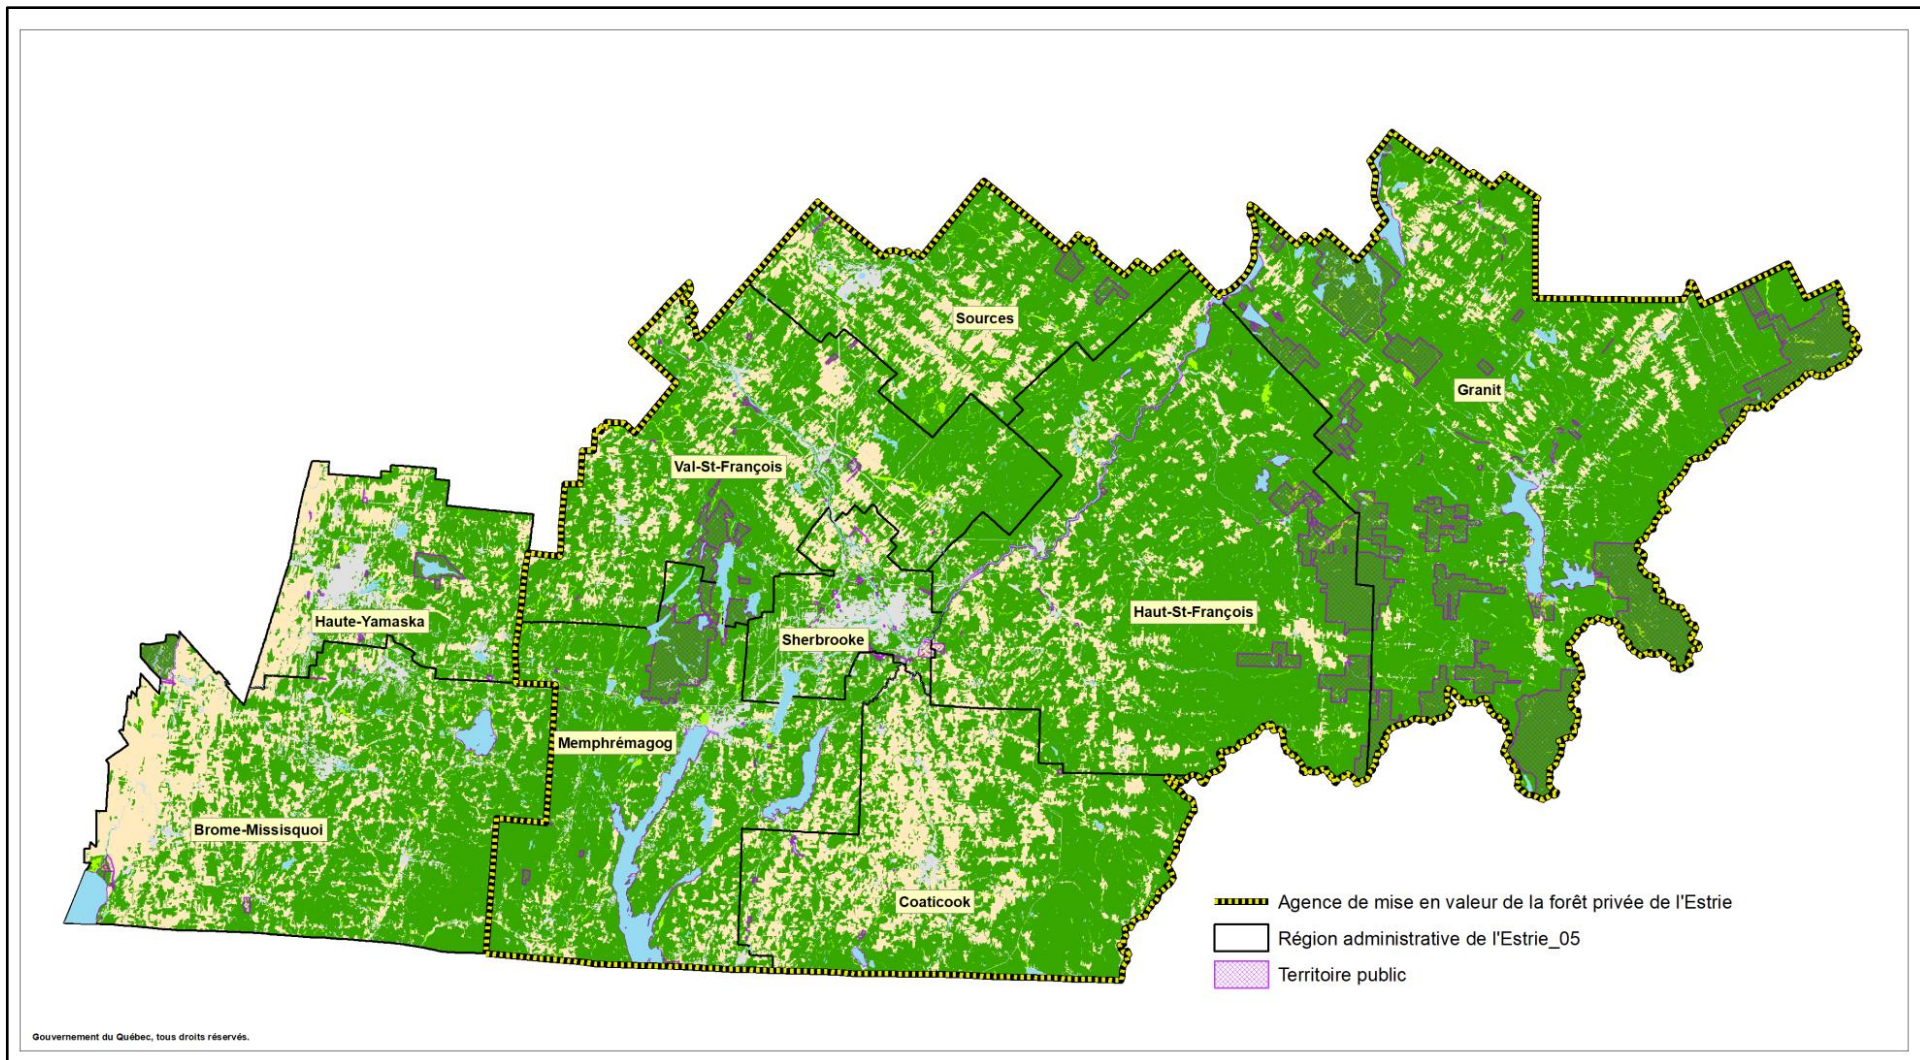 Sources
Granit
Val-St-François
Haut-St-François
Haute-Yamaska
Sherbrooke
Memphrémagog
Brome-Missisquoi
Coaticook
Agence de mise en valeur de la forêt privée de l'Estrie
Région administrative de l'Estrie_05
Territoire public
Gouvernement du Québec, tous droits réservés.